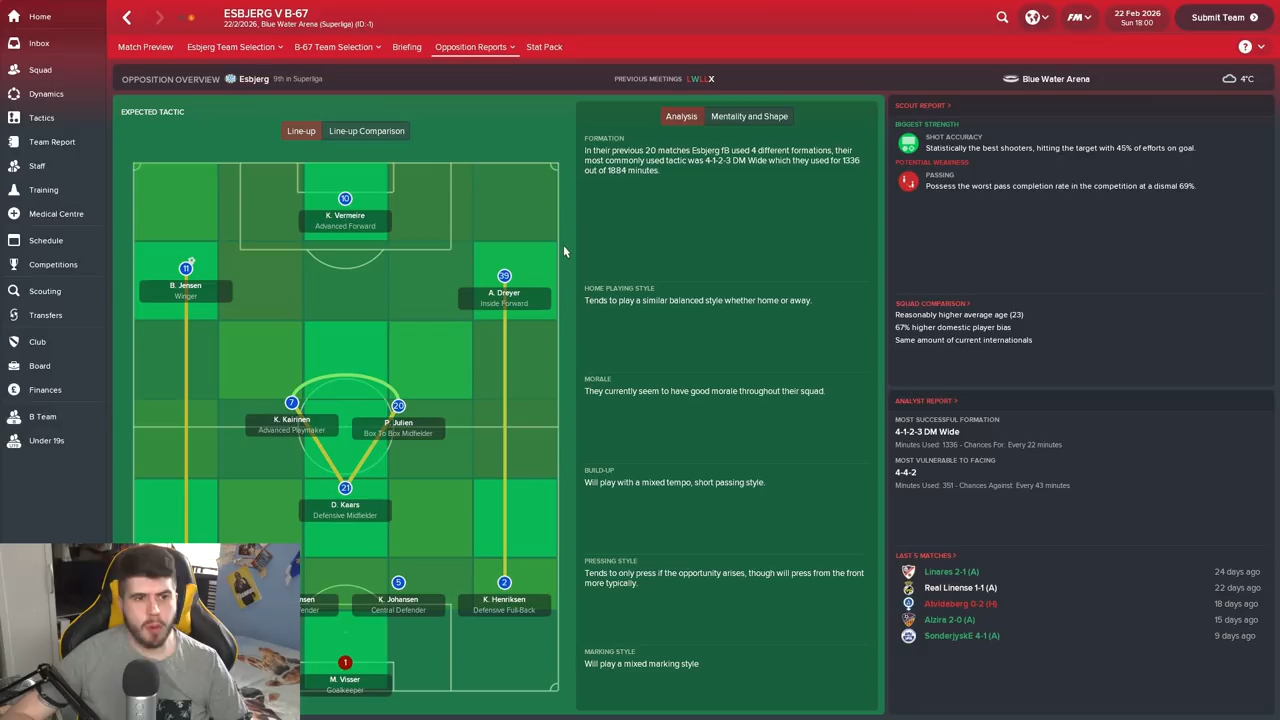 Home
Inbox
Squad
Dynamics
Tactics
Team Report
Staff
Training
Medical Centre
Schedule
Competitions
Scouting
Transfers
Club
Board
Finances
B Team
Under 19s
ESBJERG V B-67
22/2/2026, Blue Water Arena (Superliga) (ID:-1)
FM
22 Feb 2026
Sun 18:00
Submit Team
Match Preview
Esbjerg Team Selection
B-67 Team Selection
Briefing
Opposition Reports
Stat Pack
?
OPPOSITION OVERVIEW
Esbjerg 9th in Superliga
PREVIOUS MEETINGS LWLLX
Blue Water Arena
4°C
EXPECTED TACTIC
Line-up
Line-up Comparison
10
K. Vermeire
Advanced Forward
11
B. Jensen
Winger
39
A. Dreyer
Inside Forward
7
K. Kairinen
Advanced Playmaker
20
P. Julien
Box To Box Midfielder
21
D. Kaars
Defensive Midfielder
5
K. Johansen
Central Defender
2
K. Henriksen
Defensive Full-Back
1
M. Visser
Goalkeeper
Analysis
Mentality and Shape
FORMATION
In their previous 20 matches Esbjerg fB used 4 different formations, their
most commonly used tactic was 4-1-2-3 DM Wide which they used for 1336
out of 1884 minutes.
HOME PLAYING STYLE
Tends to play a similar balanced style whether home or away.
MORALE
They currently seem to have good morale throughout their squad.
BUILD-UP
Will play with a mixed tempo, short passing style.
PRESSING STYLE
Tends to only press if the opportunity arises, though will press from the front
more typically.
MARKING STYLE
Will play a mixed marking style
SCOUT REPORT >
BIGGEST STRENGTH
SHOT ACCURACY
Statistically the best shooters, hitting the target with 45% of efforts on goal.
POTENTIAL WEAKNESS
PASSING
Possess the worst pass completion rate in the competition at a dismal 69%.
SQUAD COMPARISON >
Reasonably higher average age (23)
67% higher domestic player bias
Same amount of current internationals
ANALYST REPORT >
MOST SUCCESSFUL FORMATION
4-1-2-3 DM Wide
Minutes Used: 1336 - Chances For: Every 22 minutes
MOST VULNERABLE TO FACING
4-4-2
Minutes Used: 351 - Chances Against: Every 43 minutes
LAST 5 MATCHES >
Linares 2-1 (A) 24 days ago
Real Linense 1-1 (A) 22 days ago
Atvidaberg 0-2 (H) 18 days ago
Alzira 2-0 (A) 15 days ago
SonderjyskE 4-1 (A) 9 days ago